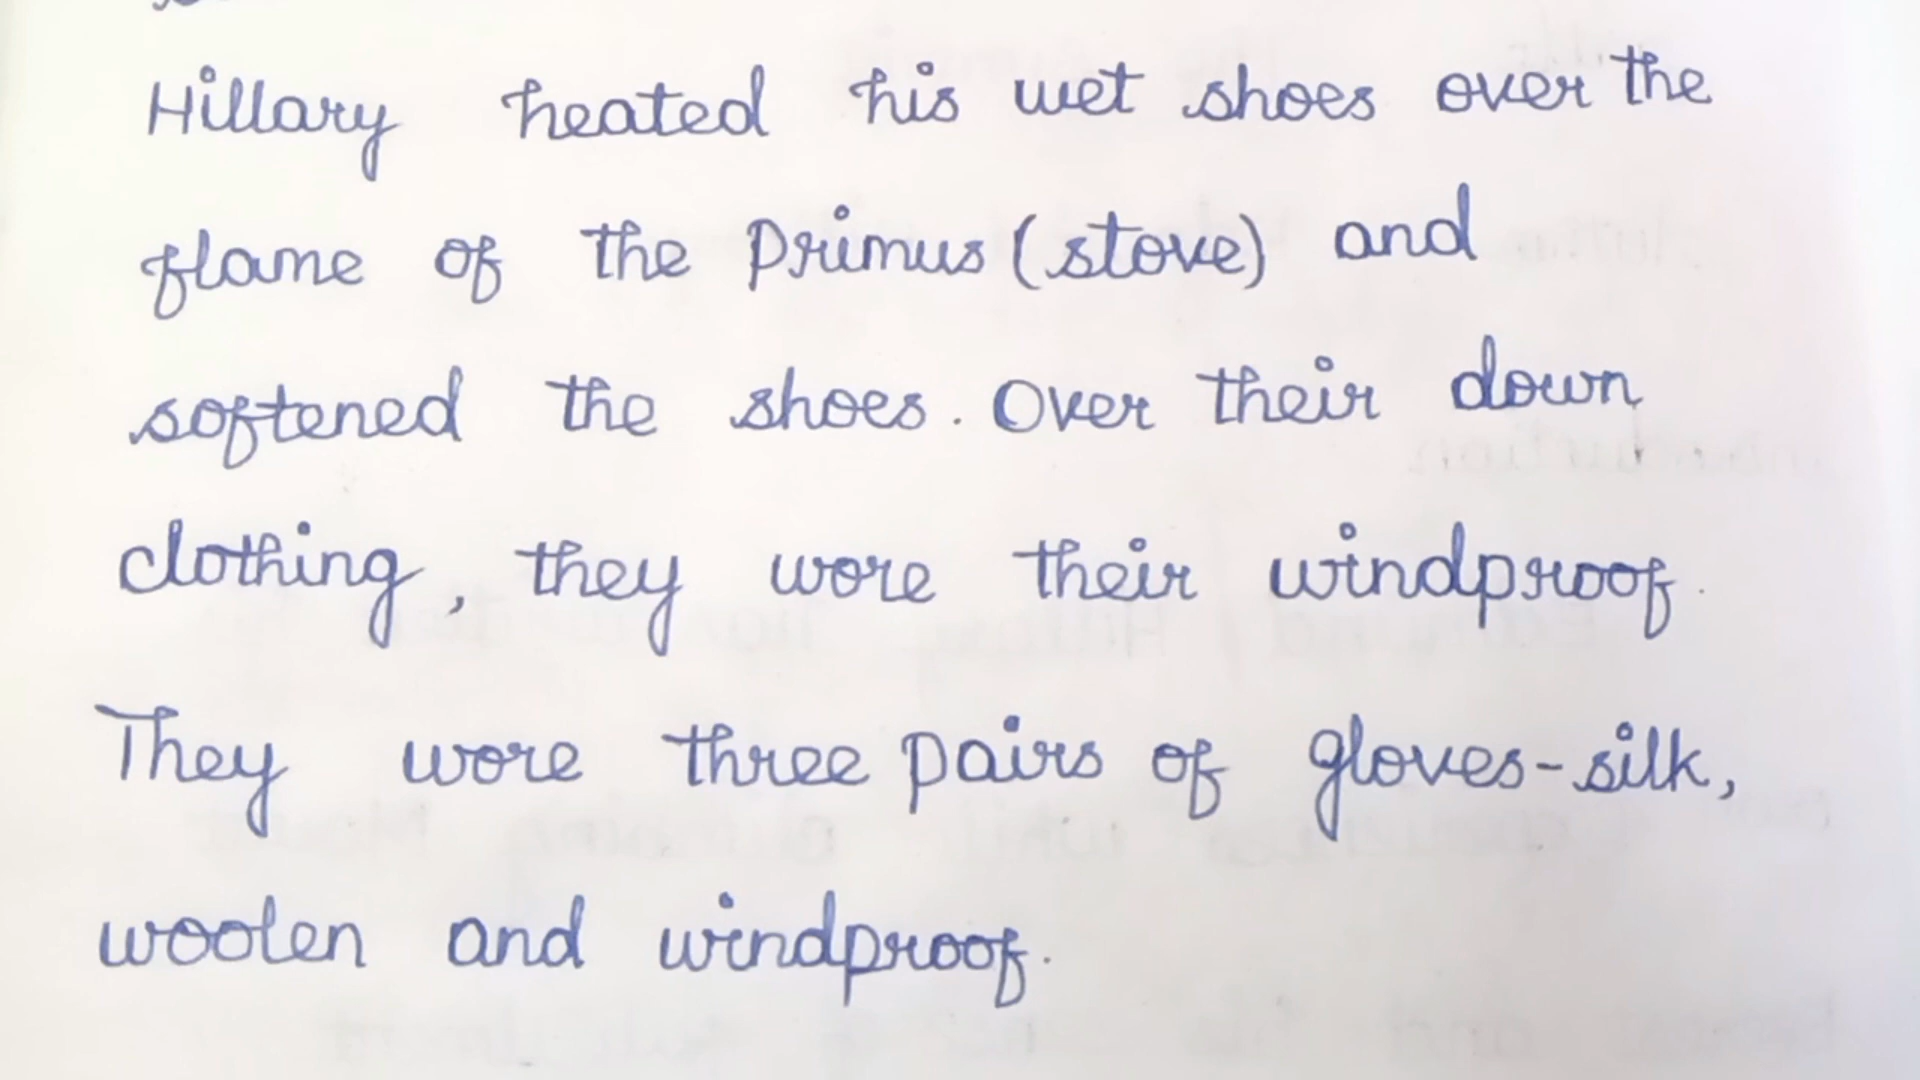 Hillary heated his wet shoes over the
flame of the Primus (stove) and
softened the shoes. Over their down
clothing, they wore their windproof.
They wore three pairs of gloves-silk,
woolen and windproof.